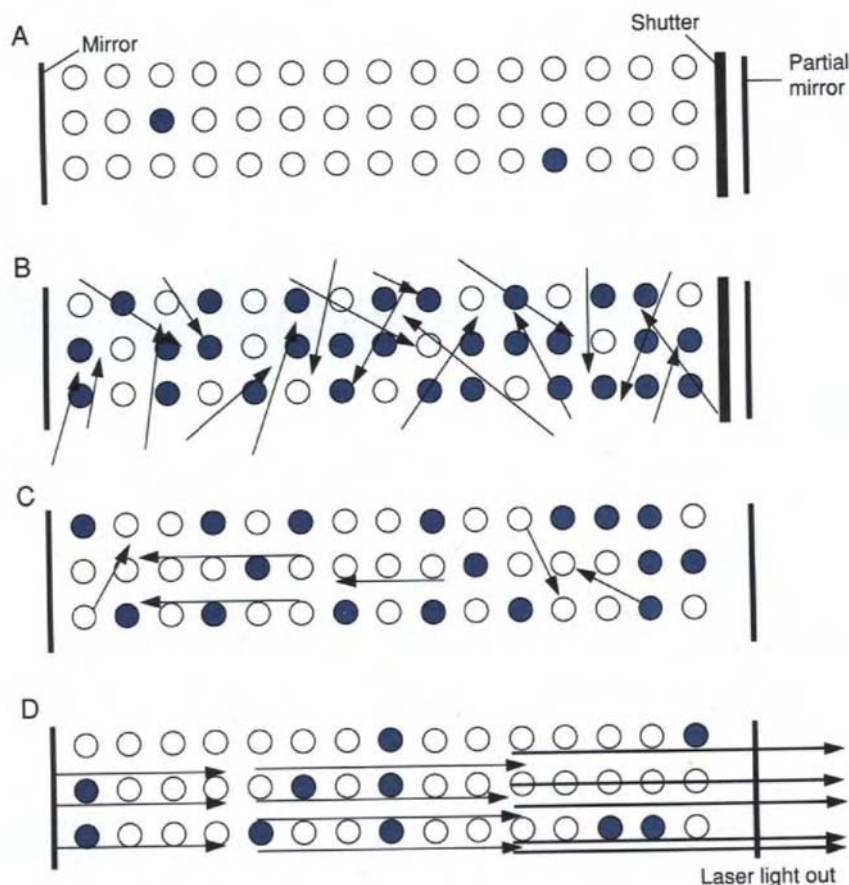 A
Mirror
Shutter
Partial
mirror
B
C
D
Laser light out